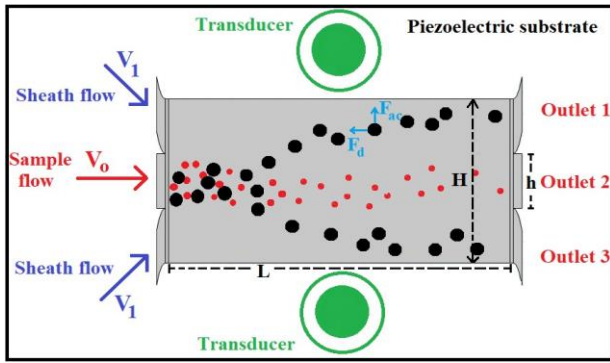 Transducer
Piezoelectric substrate
V1
Sheath flow
Outlet 1
Fac
Fd
Sample
flow
Vo
H
h
Outlet 2
Sheath flow
V1
L
Outlet 3
Transducer